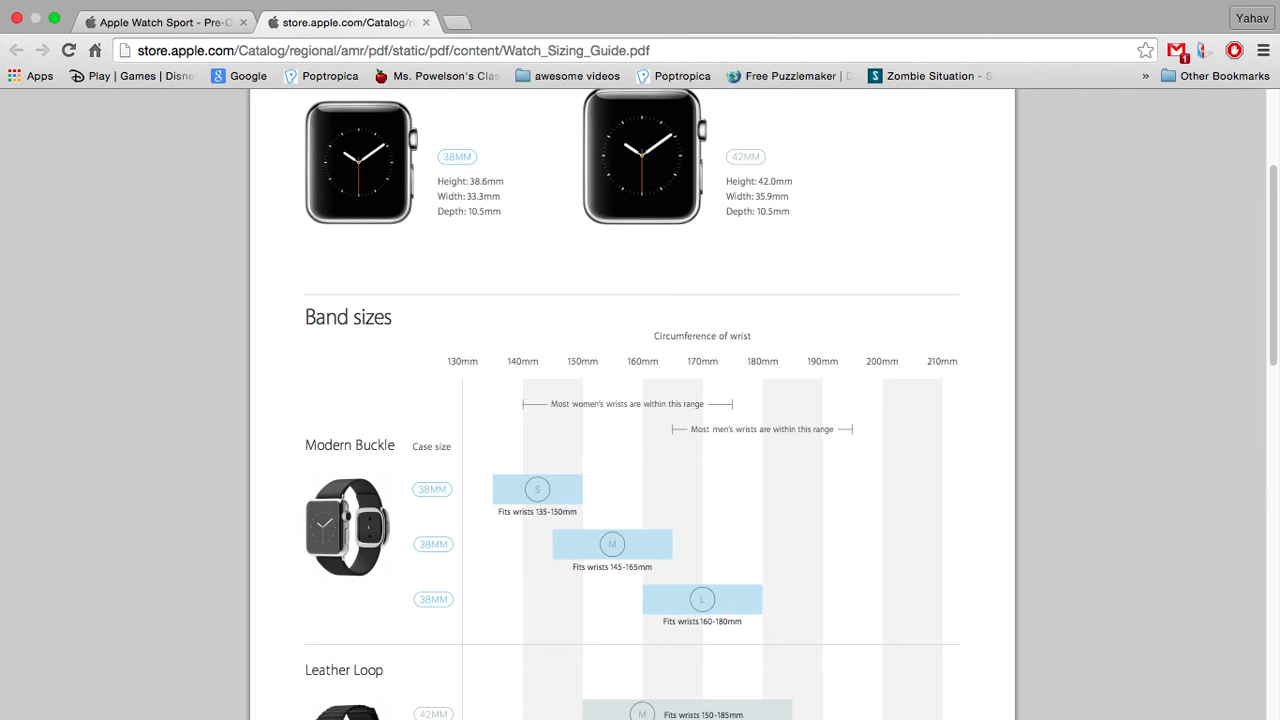 Apple Watch Sport - Pre-O
store.apple.com/Catalog/re
Yahav
store.apple.com/Catalog/regional/amr/pdf/static/pdf/content/Watch_Sizing_Guide.pdf
1
Apps
Play | Games | Disne
Google
Poptropica
Ms. Powelson's Clas
awesome videos
Poptropica
Free Puzzlemaker | D
Zombie Situation - S
» Other Bookmarks
38MM
Height: 38.6mm
Width: 33.3mm
Depth: 10.5mm
42MM
Height: 42.0mm
Width: 35.9mm
Depth: 10.5mm
Band sizes
Circumference of wrist
130mm 140mm 150mm 160mm 170mm 180mm 190mm 200mm 210mm
Most women's wrists are within this range
Most men's wrists are within this range
Modern Buckle Case size
38MM S
Fits wrists 135-150mm
38MM M
Fits wrists 145-165mm
38MM L
Fits wrists 160-180mm
Leather Loop
42MM M Fits wrists 150-185mm